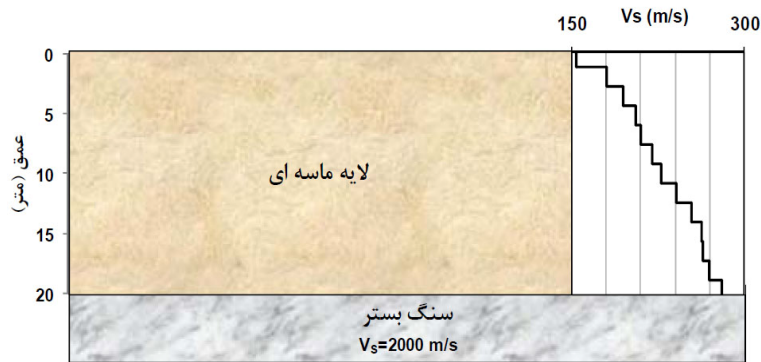 Vs (m/s)
150 300
0
5
10
15
20
عمق (متر)
لایه ماسه ای
سنگ بستر
Vs=2000 m/s